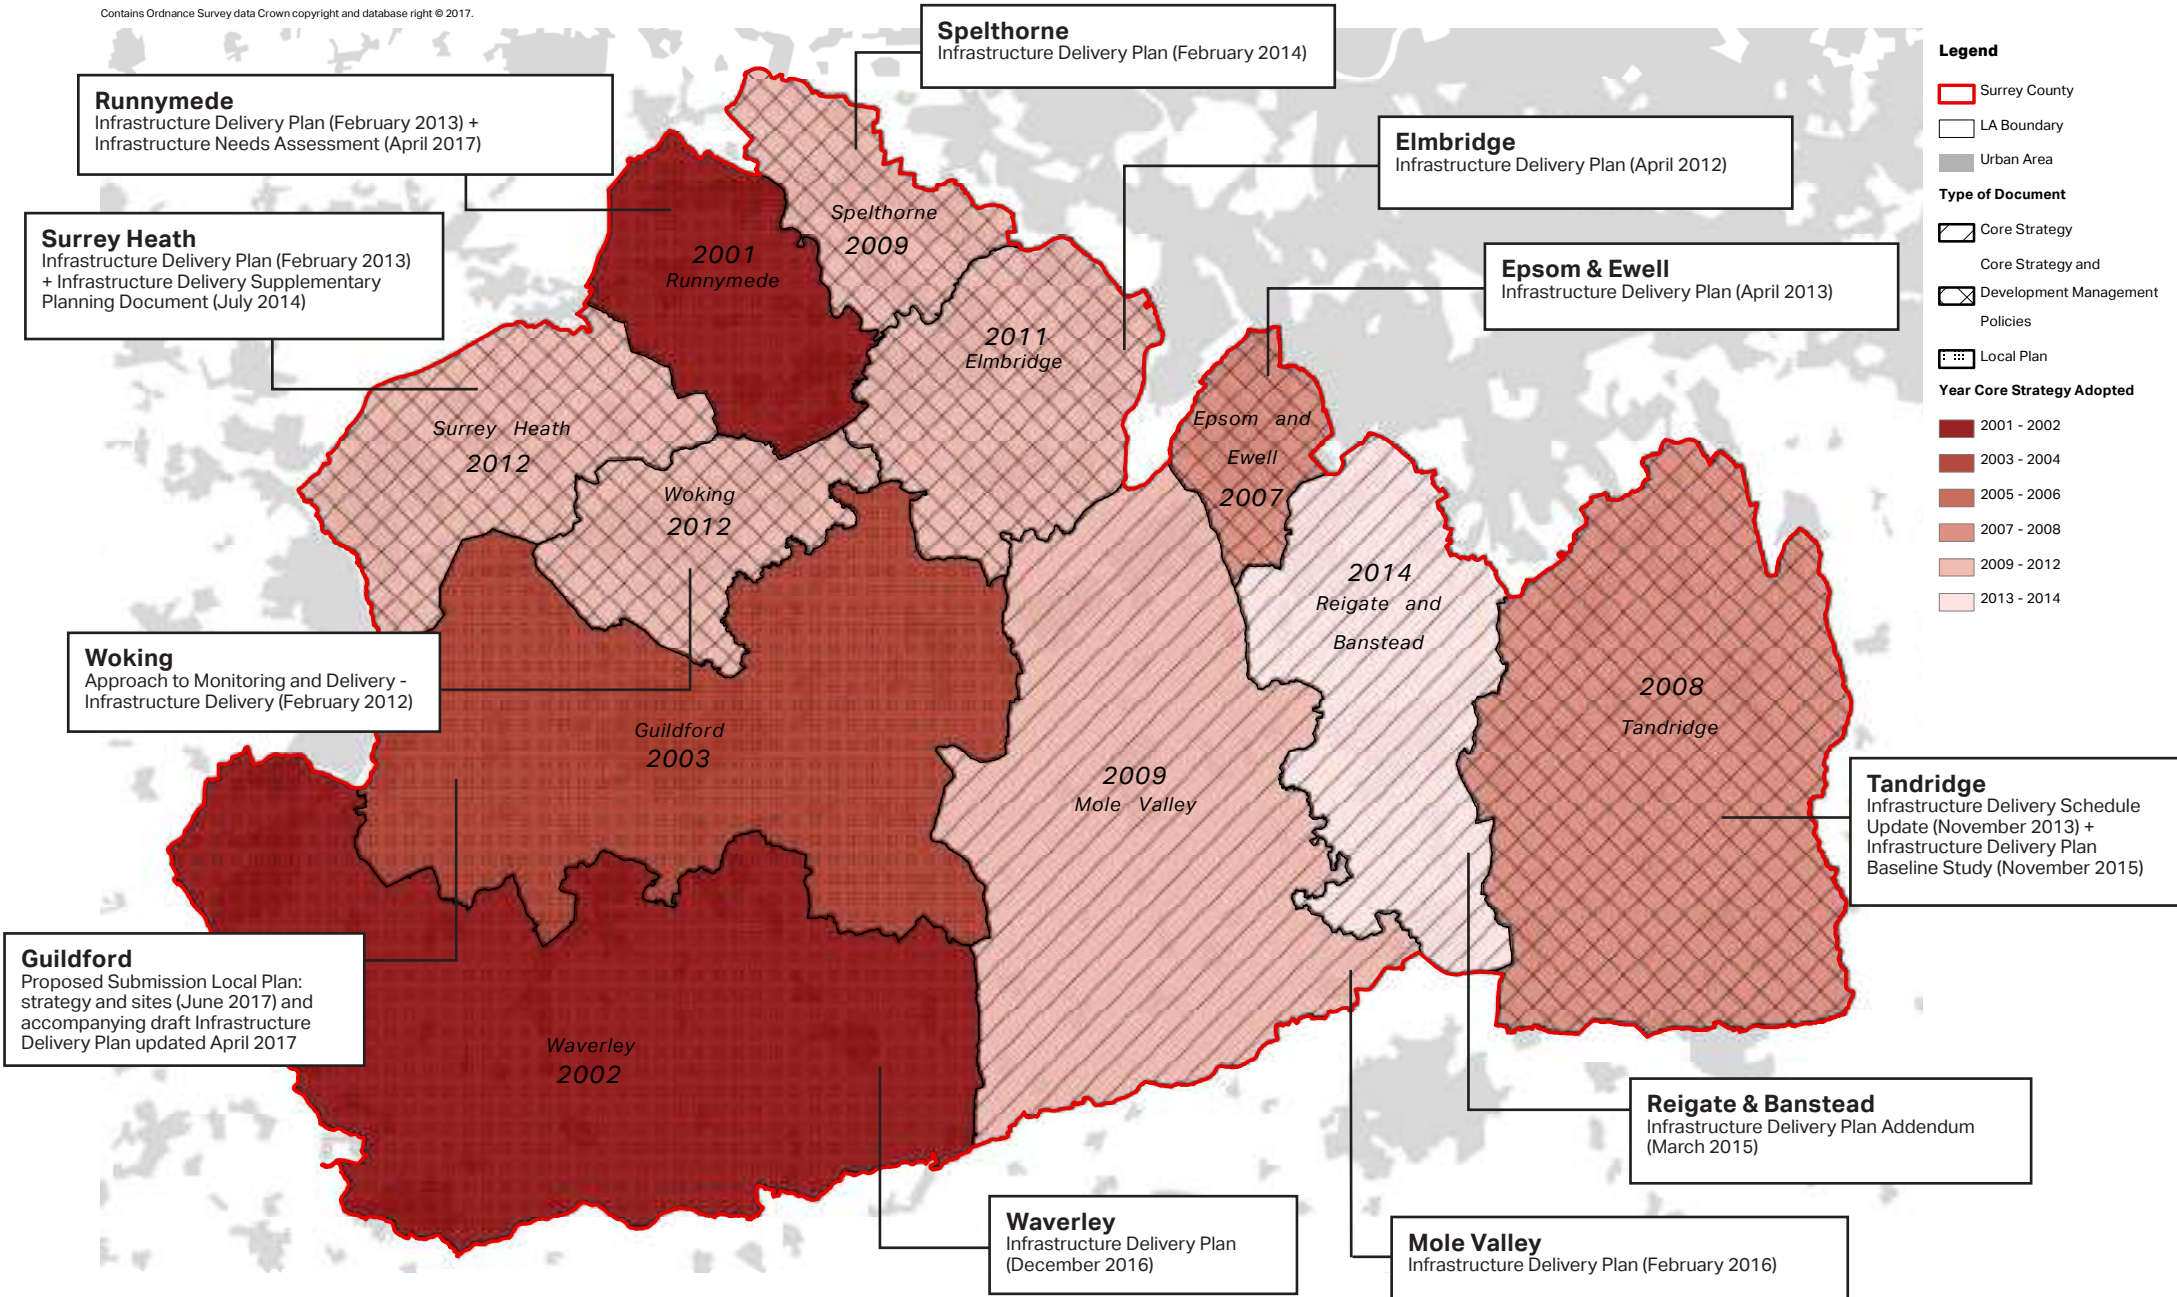 Contains Ordnance Survey data Crown copyright and database right © 2017.
Spelthorne
Infrastructure Delivery Plan (February 2014)
Runnymede
Infrastructure Delivery Plan (February 2013) +
Infrastructure Needs Assessment (April 2017)
Elmbridge
Infrastructure Delivery Plan (April 2012)
Surrey Heath
Infrastructure Delivery Plan (February 2013)
+ Infrastructure Delivery Supplementary
Planning Document (July 2014)
Epsom & Ewell
Infrastructure Delivery Plan (April 2013)
Legend
Surrey County
LA Boundary
Urban Area
Type of Document
Core Strategy
Core Strategy and
Development Management
Policies
Local Plan
Year Core Strategy Adopted
2001 - 2002
2003 - 2004
2005 - 2006
2007 - 2008
2009 - 2012
2013 - 2014
Spelthorne
2009
2001
Runnymede
2011
Elmbridge
Surrey Heath
2012
Epsom and
Ewell
2007
Woking
2012
2014
Reigate and
Banstead
2008
Tandridge
Guildford
2003
2009
Mole Valley
Waverley
2002
Woking
Approach to Monitoring and Delivery -
Infrastructure Delivery (February 2012)
Tandridge
Infrastructure Delivery Schedule
Update (November 2013) +
Infrastructure Delivery Plan
Baseline Study (November 2015)
Guildford
Proposed Submission Local Plan:
strategy and sites (June 2017) and
accompanying draft Infrastructure
Delivery Plan updated April 2017
Reigate & Banstead
Infrastructure Delivery Plan Addendum
(March 2015)
Waverley
Infrastructure Delivery Plan
(December 2016)
Mole Valley
Infrastructure Delivery Plan (February 2016)